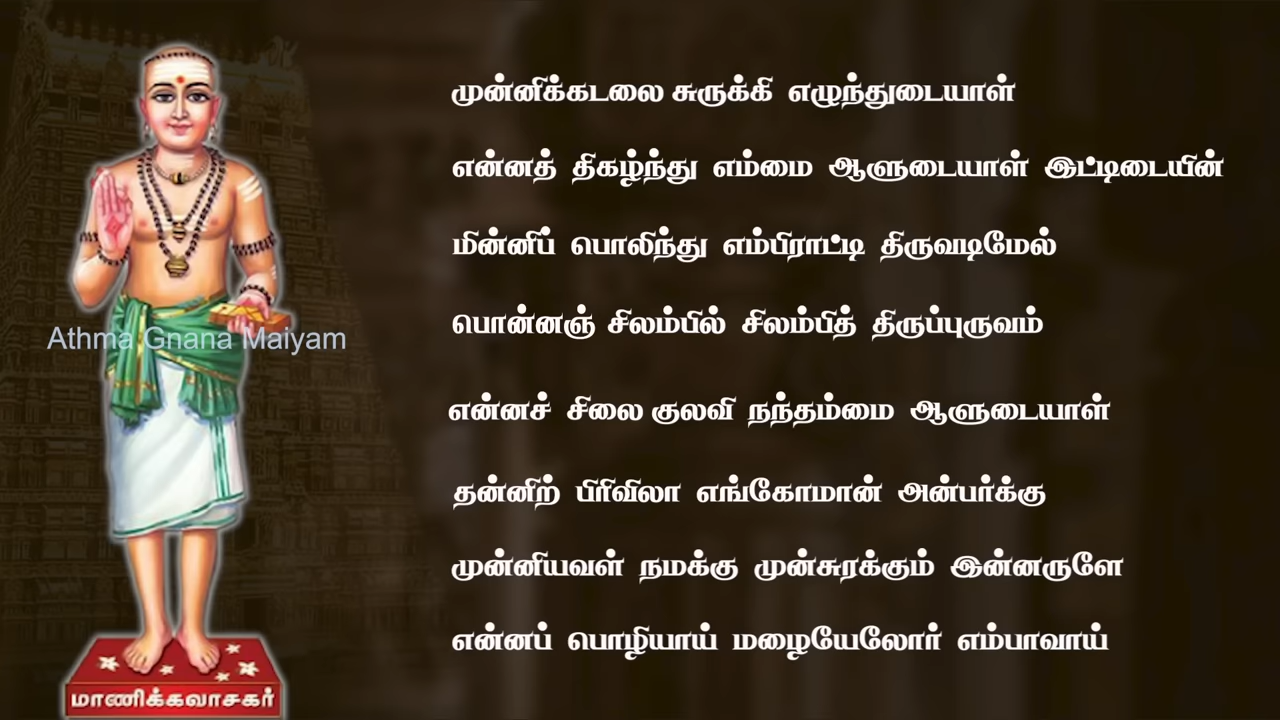 முன்னிக்கடலை சுருக்கி எழுந்துடையாள்
என்னத் திகழ்ந்து எம்மை ஆளுடையாள் இட்டிடையின்
மின்னிப் பொலிந்து எம்பிராட்டி திருவடிமேல்
பொன்னஞ் சிலம்பில் சிலம்பித் திருப்புருவம்
என்னச் சிலை குலவி நந்தம்மை ஆளுடையாள்
தன்னிற் பிரிவிலா எங்கோமான் அன்பர்க்கு
முன்னியவள் நமக்கு முன்சுரக்கும் இன்னருளே
என்னப் பொழியாய் மழையேலோர் எம்பாவாய்
Athma Gnana Maiyam
மாணிக்கவாசகர்